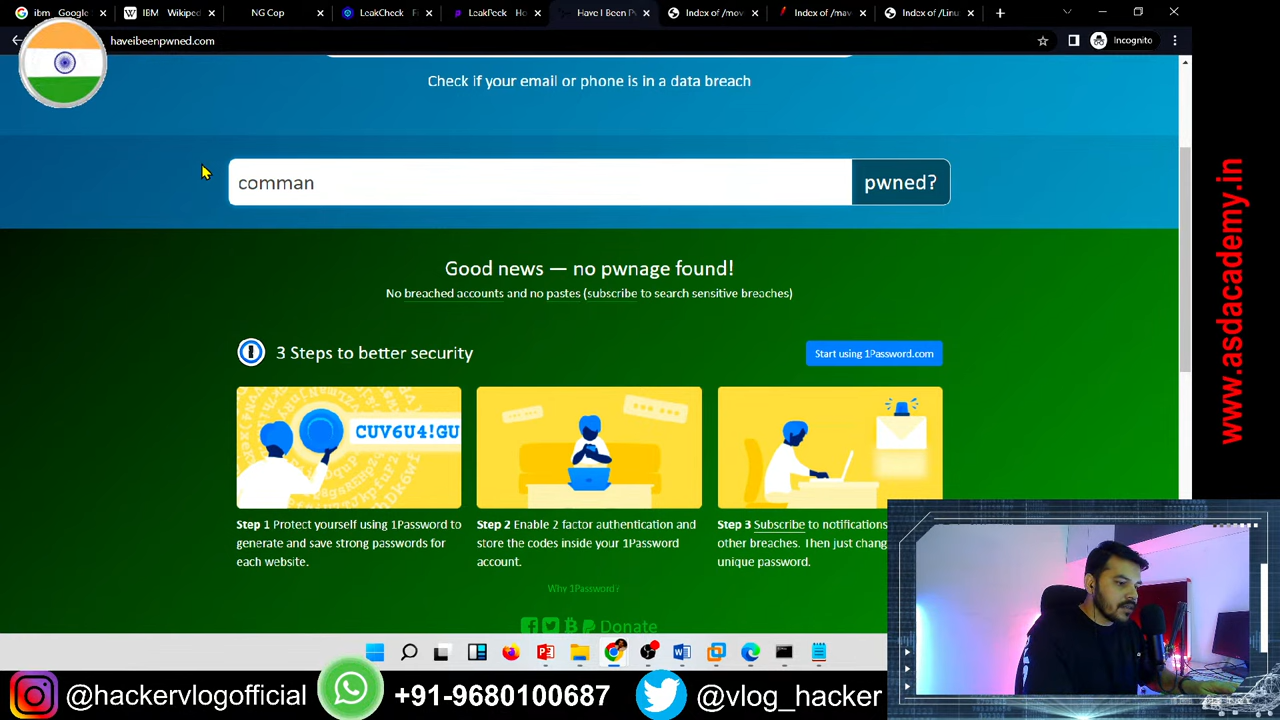 ibm - Google
IBM - Wikiped
NG Cop
LeakCheck - F
LeakPeek Ho
Have I Been P
Index of /mor
Index of /mav
Index of /Linu
haveibeenpwned.com
Incognito
Check if your email or phone is in a data breach
comman
pwned?
Good news — no pwnage found!
No breached accounts and no pastes (subscribe to search sensitive breaches)
3 Steps to better security
Start using 1Password.com
CUV6U4!GU
Step 1 Protect yourself using 1Password to
generate and save strong passwords for
each website.
Step 2 Enable 2 factor authentication and
store the codes inside your 1Password
account.
Step 3 Subscribe to notifications
other breaches. Then just chang
unique password.
Why 1Password?
Donate
www.asdacademy.in
@hackervlogofficial
+91-9680100687
@vlog_hacker